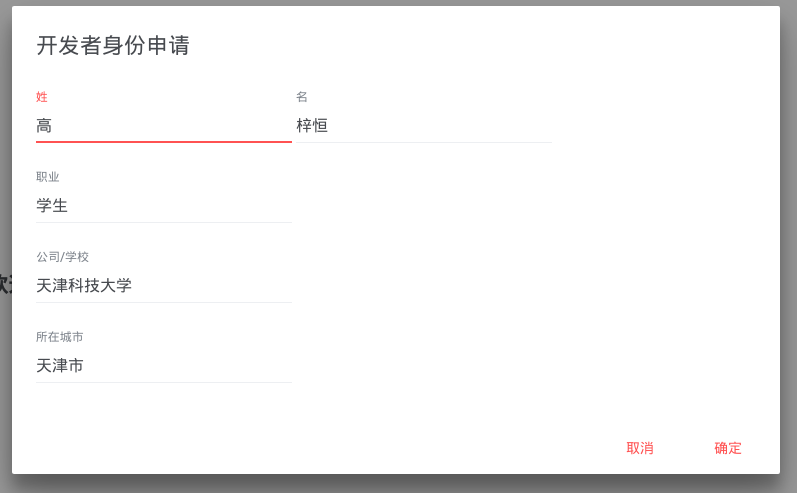 开发者身份申请
姓 名
高 梓恒
职业
学生
公司/学校
天津科技大学
所在城市
天津市
取消 确定